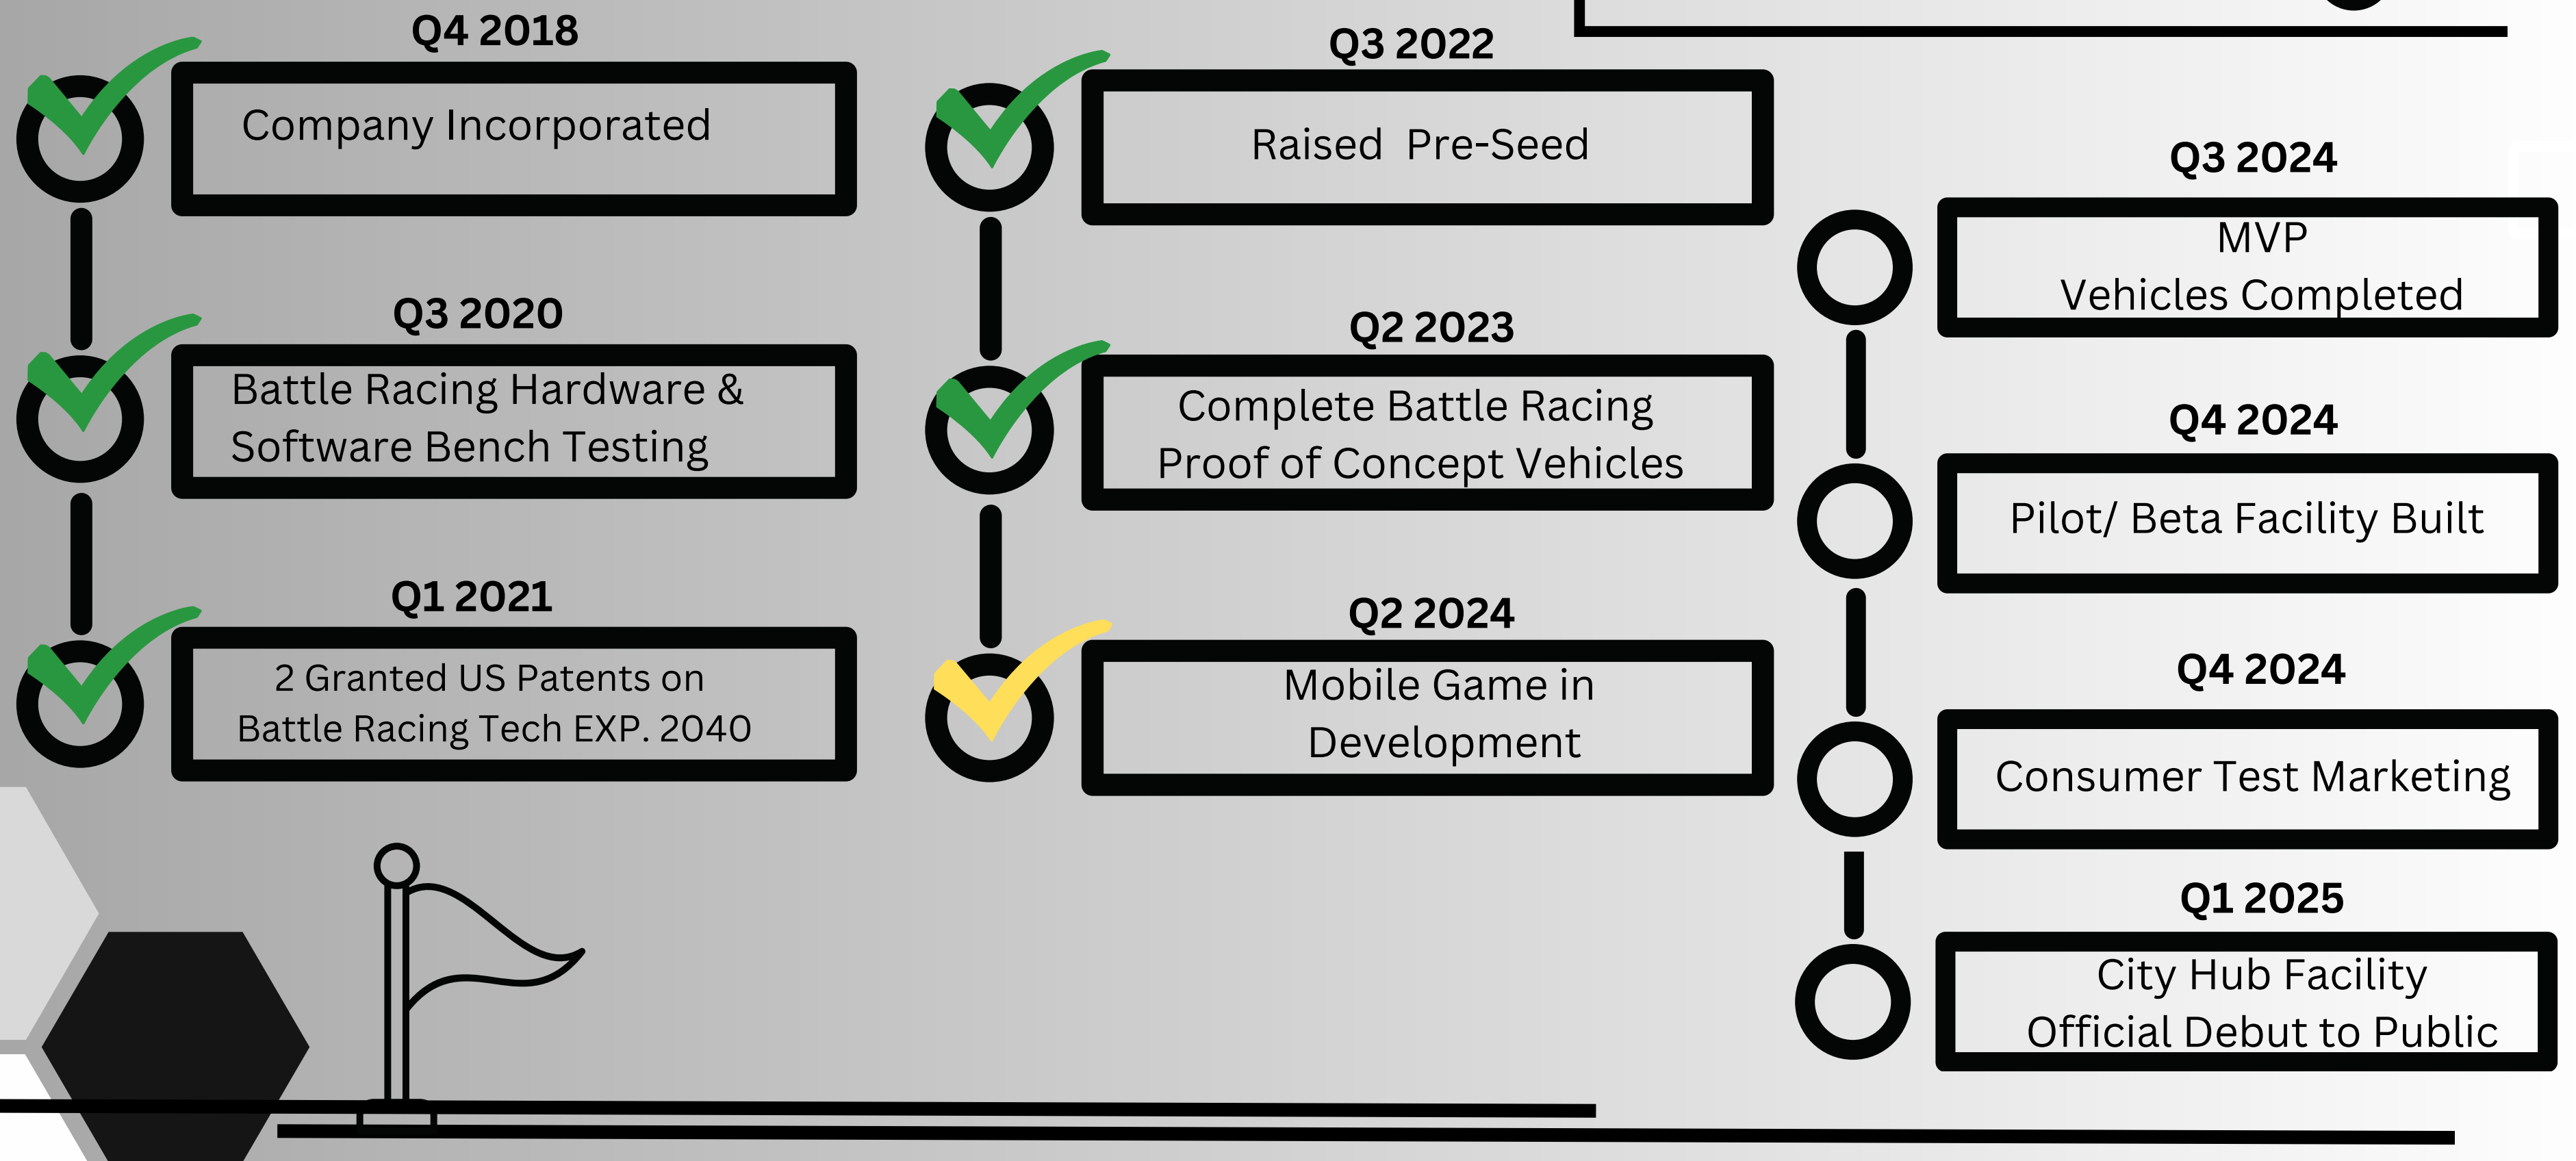 Q4 2018
Company Incorporated
Q3 2020
Battle Racing Hardware &
Software Bench Testing
Q1 2021
2 Granted US Patents on
Battle Racing Tech EXP. 2040
Q3 2022
Raised  Pre-Seed
Q2 2023
Complete Battle Racing
Proof of Concept Vehicles
Q2 2024
Mobile Game in
Development
Q3 2024
MVP
Vehicles Completed
Q4 2024
Pilot/ Beta Facility Built
Q4 2024
Consumer Test Marketing
Q1 2025
City Hub Facility
Official Debut to Public